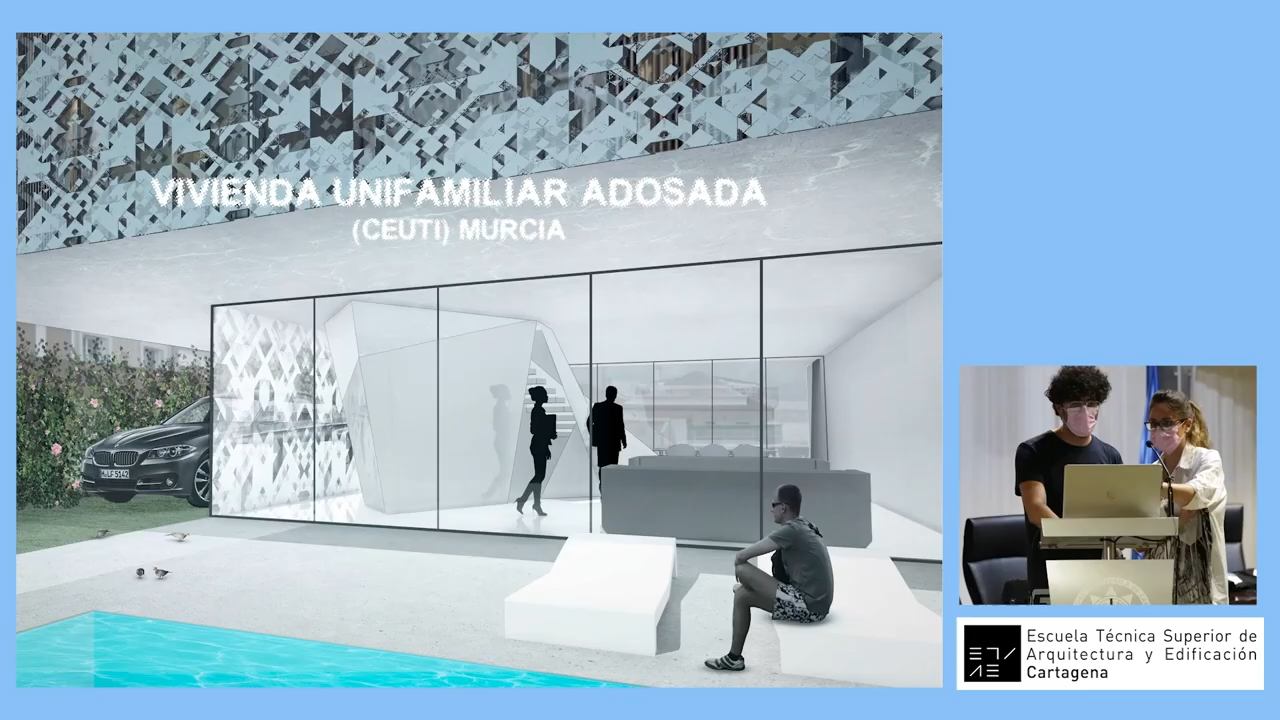 VIVIENDA UNIFAMILIAR ADOSADA
(CEUTI) MURCIA
Escuela Técnica Superior de
Arquitectura y Edificación
Cartagena